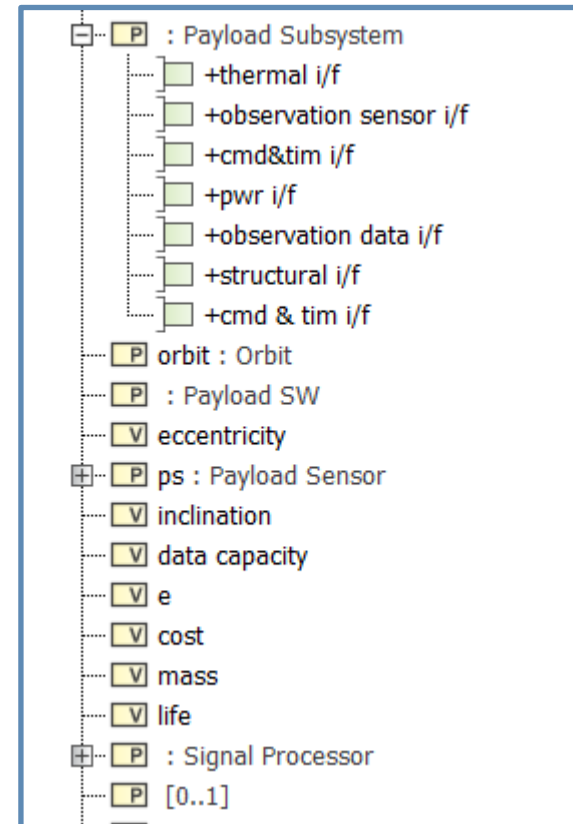 P : Payload Subsystem
+thermal i/f
+observation sensor i/f
+cmd&tim i/f
+pwr i/f
+observation data i/f
+structural i/f
+cmd & tim i/f
P orbit : Orbit
P : Payload SW
V eccentricity
P ps : Payload Sensor
V inclination
V data capacity
V e
V cost
V mass
V life
P : Signal Processor
P [0..1]